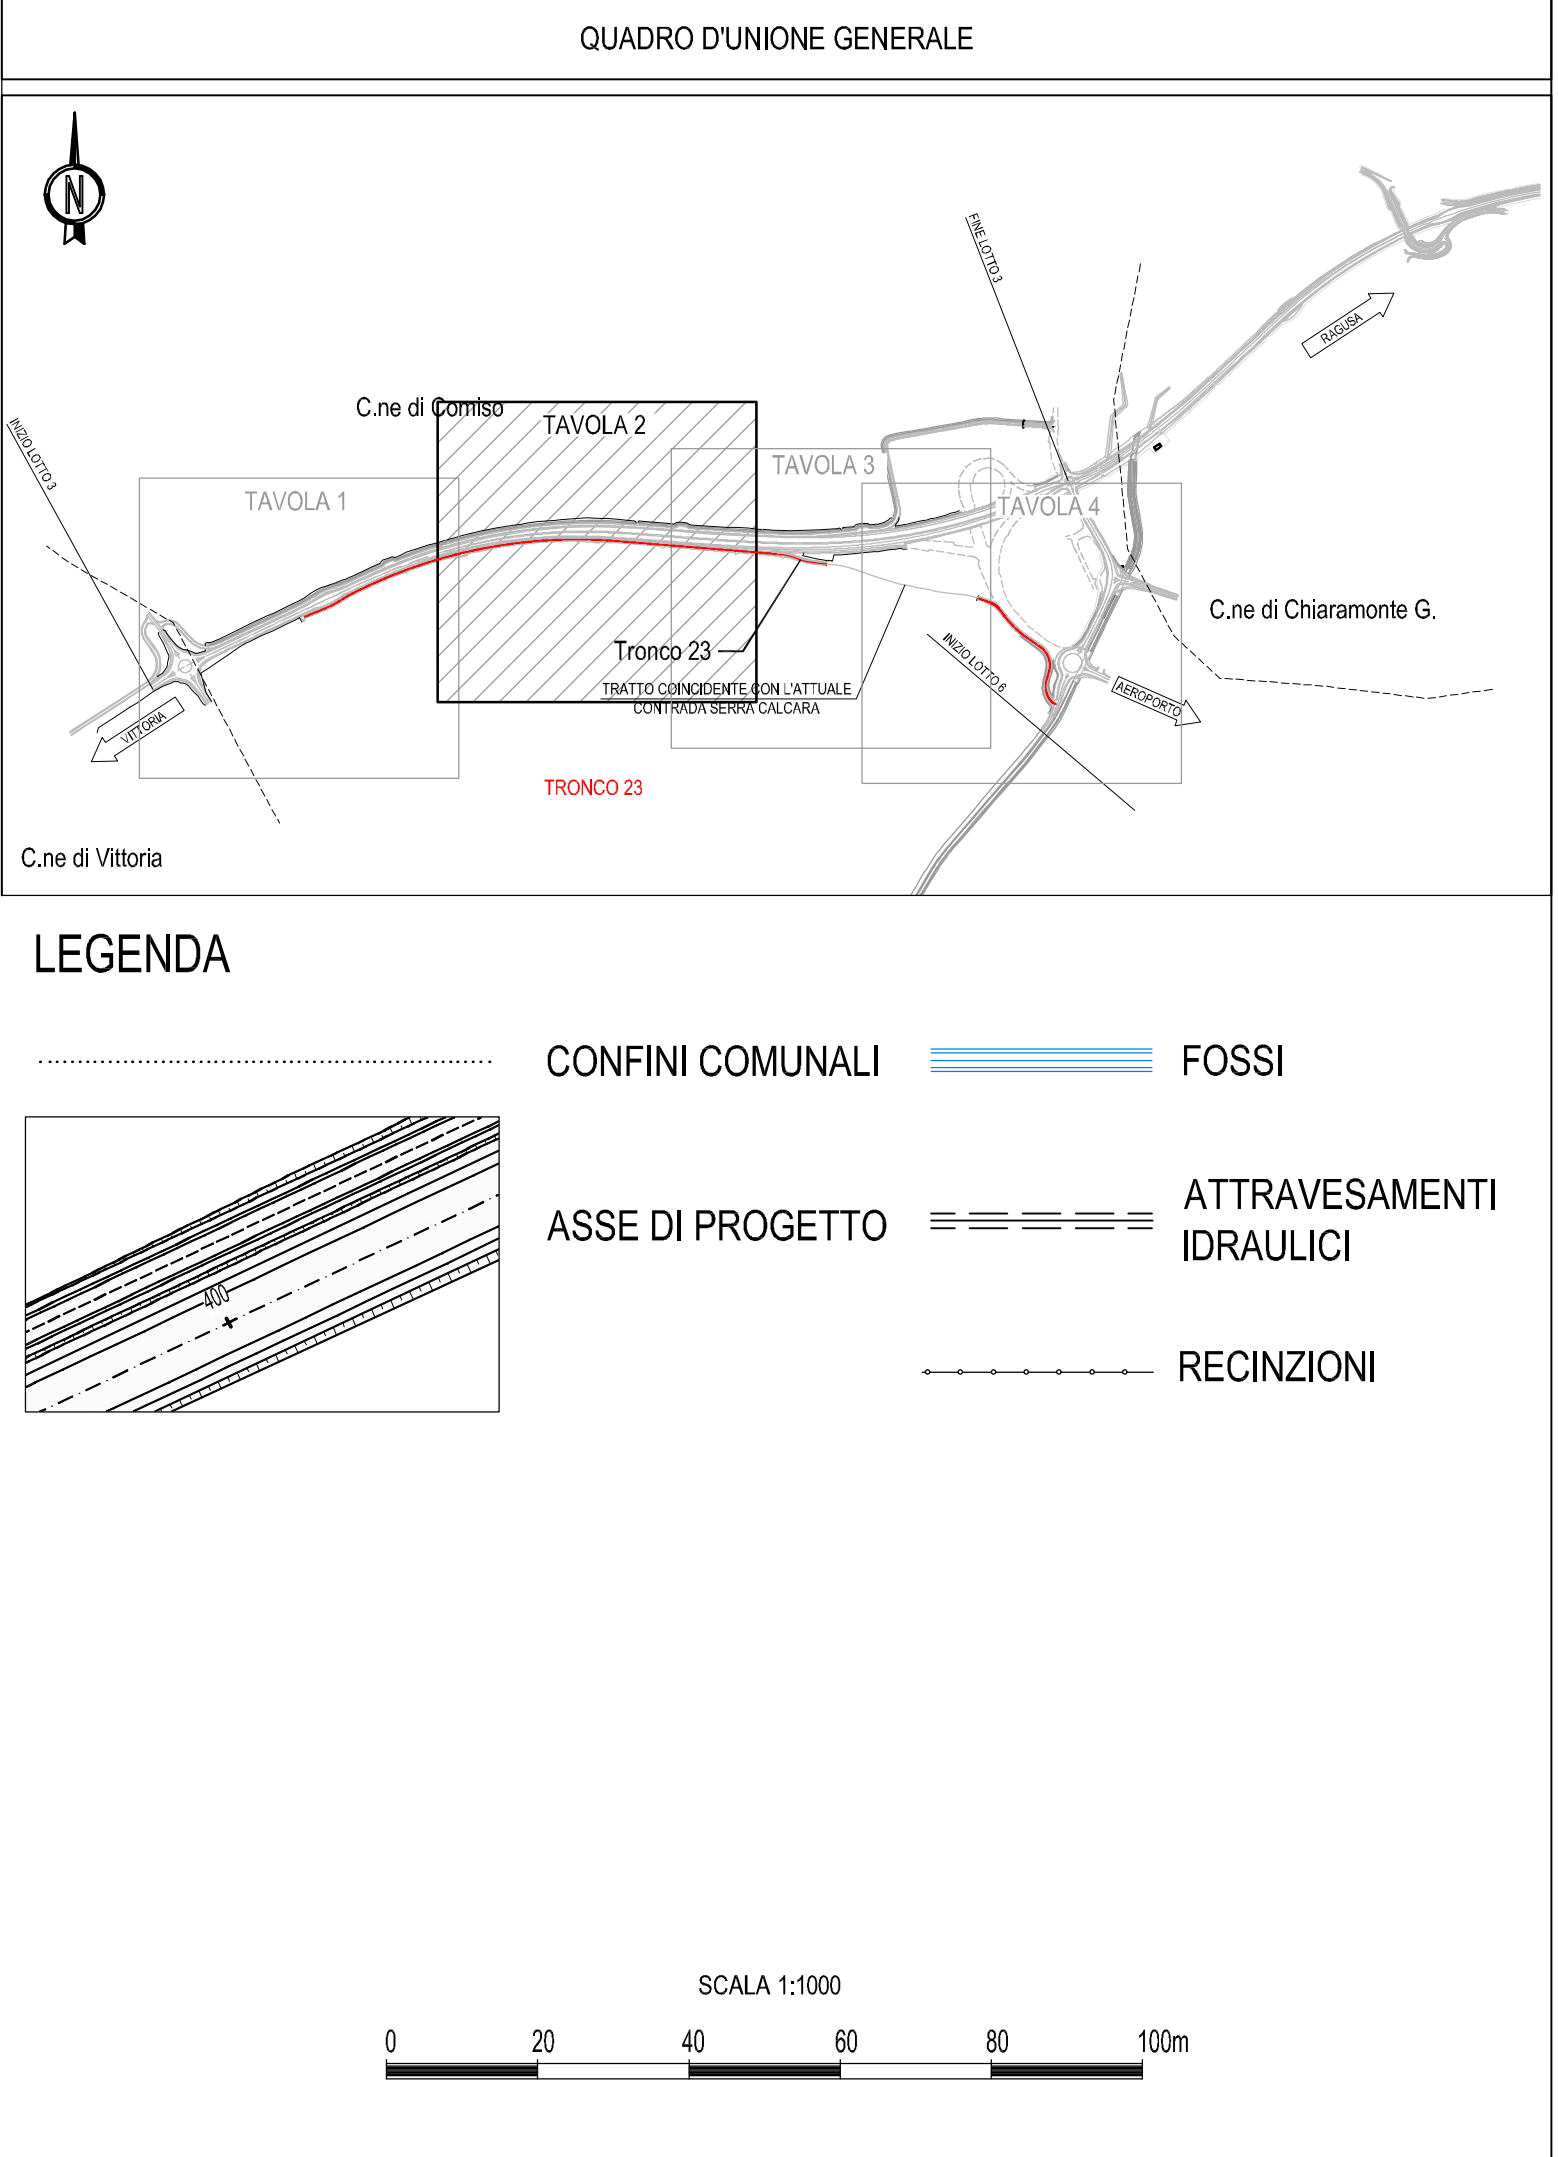 QUADRO D'UNIONE GENERALE
N
FINE LOTTO 3
RAGUSA
C.ne di Comiso
TAVOLA 2
INIZIO LOTTO 3
TAVOLA 3
TAVOLA 1
TAVOLA 4
C.ne di Chiaramonte G.
Tronco 23
INIZIO LOTTO 6
TRATTO COINCIDENTE CON L'ATTUALE
CONTRADA SERRA CALCARA
AEROPORTO
VITTORIA
TRONCO 23
C.ne di Vittoria
LEGENDA
CONFINI COMUNALI
FOSSI
ASSE DI PROGETTO
ATTRAVESAMENTI
IDRAULICI
400
RECINZIONI
SCALA 1:1000
0 20 40 60 80 100m